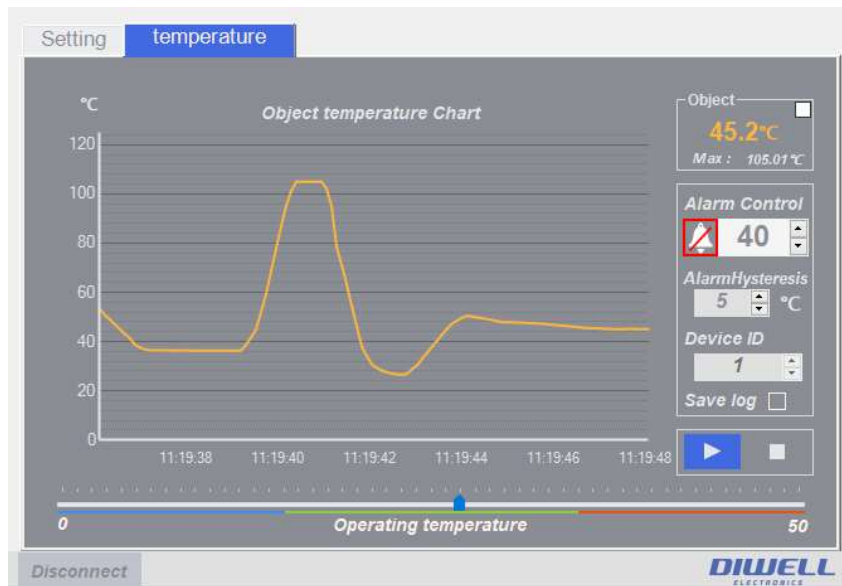 Setting temperature
℃
Object temperature Chart
120
100
80
60
40
20
0
11:19:38 11:19:40 11:19:42 11:19:44 11:19:46 11:19:48
Object
45.2℃
Max : 105.01℃
Alarm Control
40
AlarmHysteresis
5 ℃
Device ID
1
Save log
0 Operating temperature 50
Disconnect
DIWELL
ELECTRONICS